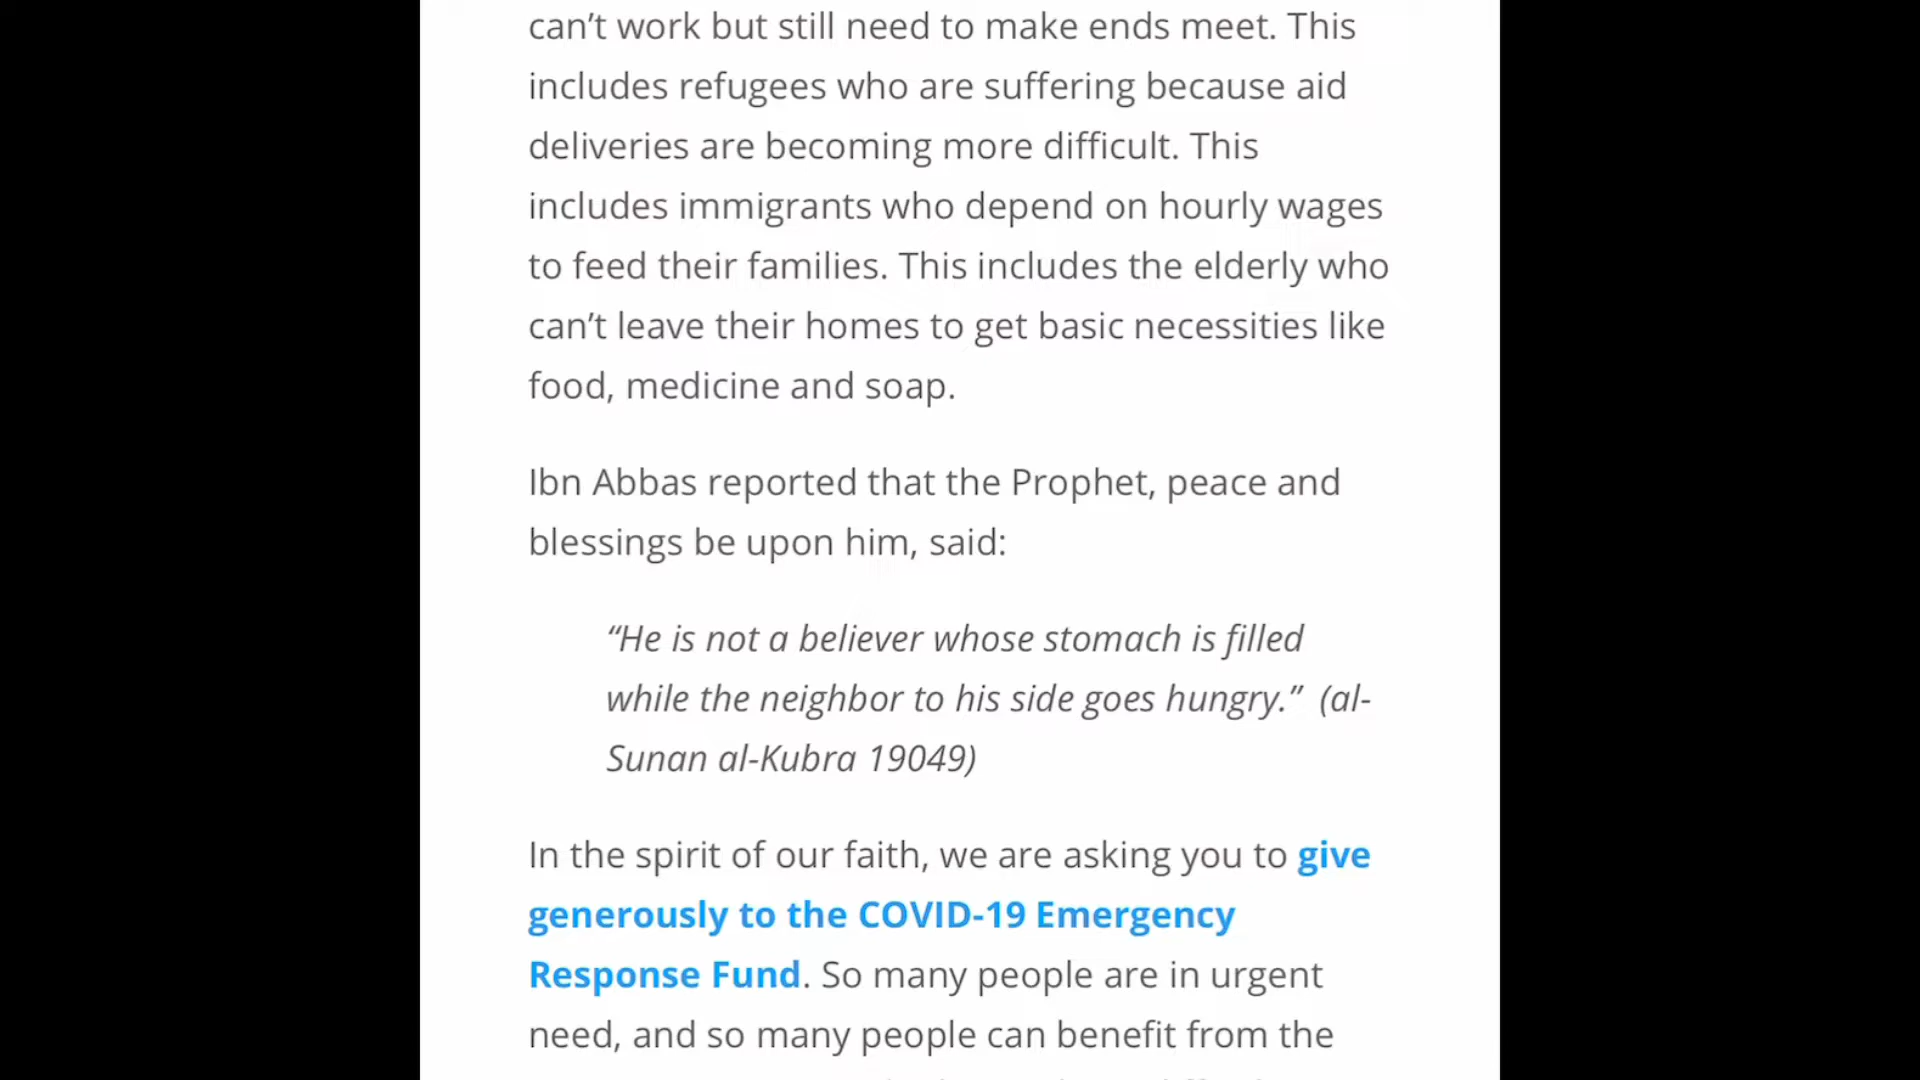 can’t work but still need to make ends meet. This
includes refugees who are suffering because aid
deliveries are becoming more difficult. This
includes immigrants who depend on hourly wages
to feed their families. This includes the elderly who
can’t leave their homes to get basic necessities like
food, medicine and soap.
Ibn Abbas reported that the Prophet, peace and
blessings be upon him, said:
“He is not a believer whose stomach is filled
while the neighbor to his side goes hungry.” (al-
Sunan al-Kubra 19049)
In the spirit of our faith, we are asking you to give
generously to the COVID-19 Emergency
Response Fund. So many people are in urgent
need, and so many people can benefit from the